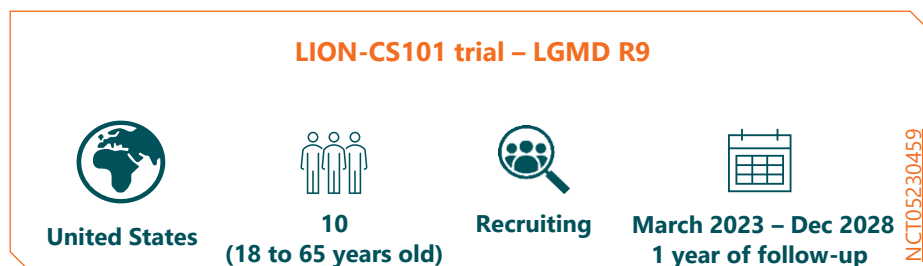 LION-CS101 trial – LGMD R9
United States
10
(18 to 65 years old)
Recruiting
March 2023 – Dec 2028
1 year of follow-up
NCT05230459